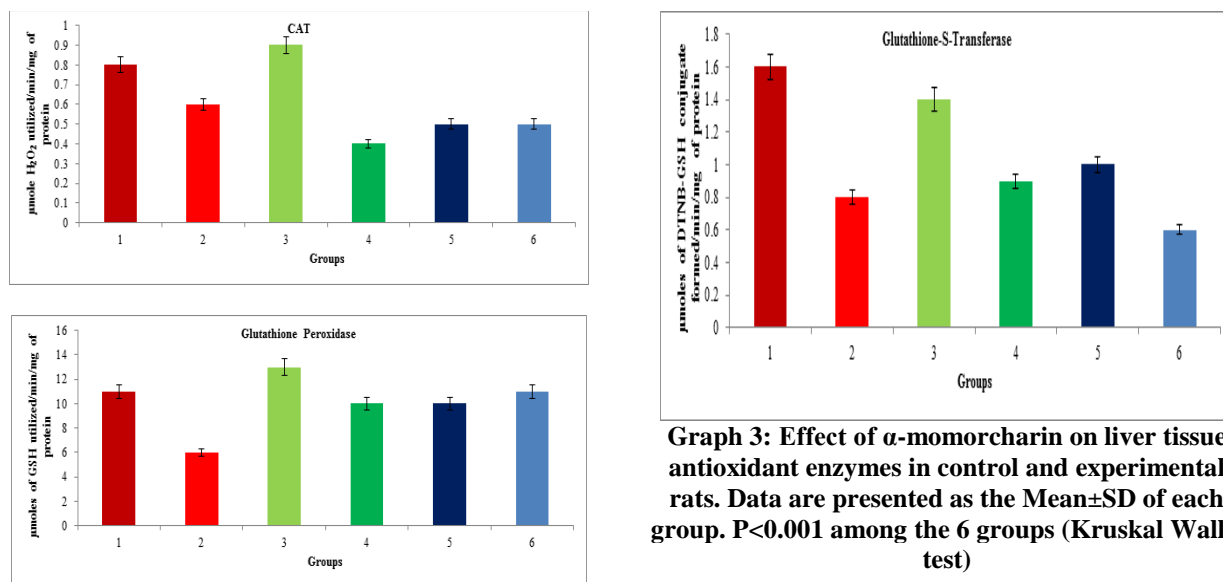 CAT
μmole H₂O₂ utilized/min/mg of
protein
1
0.9
0.8
0.7
0.6
0.5
0.4
0.3
0.2
0.1
0
1 2 3 4 5 6
Groups
Glutathione Peroxidase
μmoles of GSH utilized/min/mg of
protein
16
14
12
10
8
6
4
2
0
1 2 3 4 5 6
Groups
Glutathione-S-Transferase
μmoles of DTNB-GSH conjugate
formed/min/mg of protein
1.8
1.6
1.4
1.2
1
0.8
0.6
0.4
0.2
0
1 2 3 4 5 6
Groups
Graph 3: Effect of α-momorcharin on liver tissue
antioxidant enzymes in control and experimental
rats. Data are presented as the Mean±SD of each
group. P<0.001 among the 6 groups (Kruskal Wall
test)